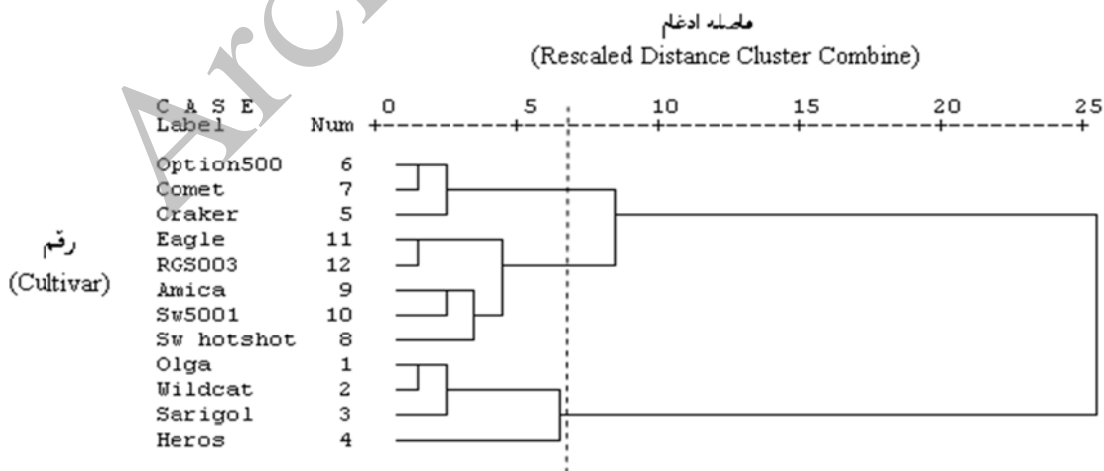 فاصله ادغام
(Rescaled Distance Cluster Combine)
C A S E 0 5 10 15 20 25
Label Num
Option500 6
Comet 7
Craker 5
Eagle 11
RGS003 12
Amica 9
Sw5001 10
Sw hotshot 8
Olga 1
Wildcat 2
Sarigol 3
Heros 4
رقم
(Cultivar)